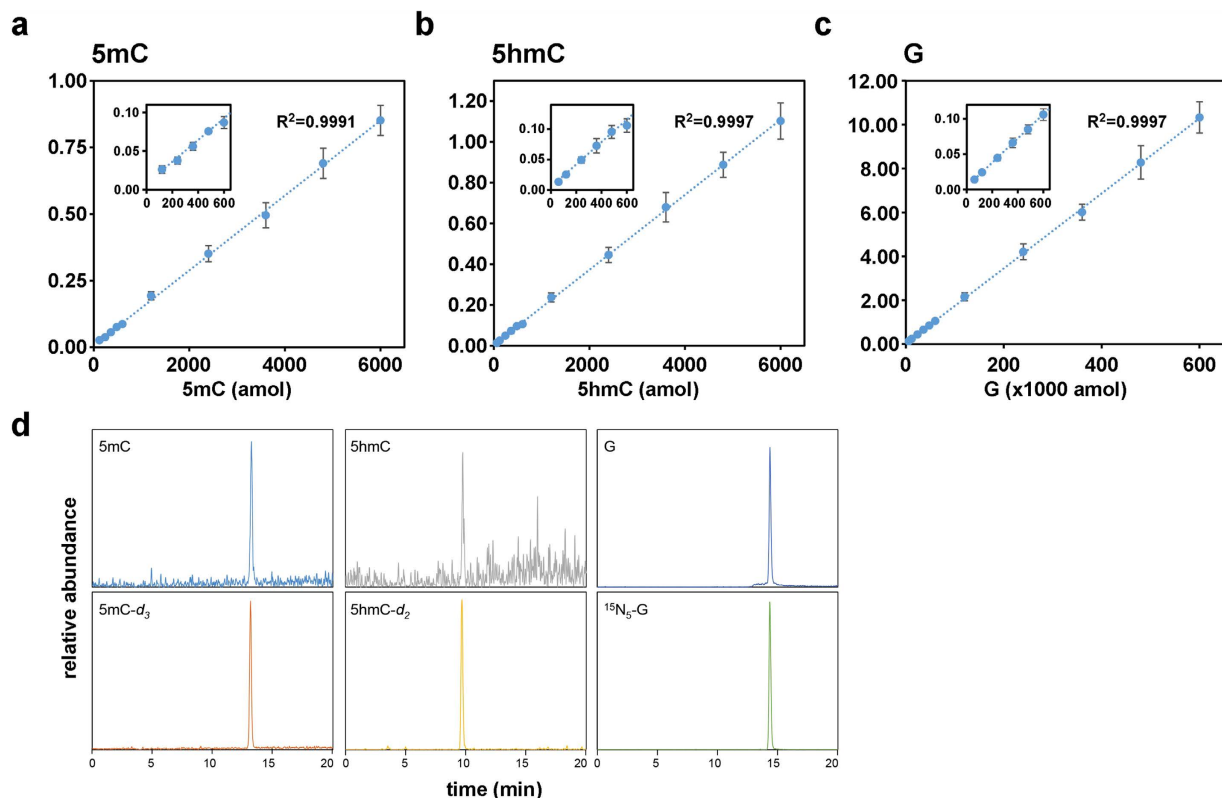 a
5mC
1.00
0.75
0.50
0.25
0.00
0.10
0.05
0.00
0 200 400 600
R²=0.9991
0 2000 4000 6000
5mC (amol)
b
5hmC
1.20
1.00
0.80
0.60
0.40
0.20
0.00
0.10
0.05
0.00
0 200 400 600
R²=0.9997
0 2000 4000 6000
5hmC (amol)
c
G
12.00
10.00
8.00
6.00
4.00
2.00
0.00
0.10
0.05
0.00
0 200 400 600
R²=0.9997
0 200 400 600
G (x1000 amol)
d
relative abundance
5mC
5hmC
G
5mC-d₃
5hmC-d₂
¹⁵N₅-G
0 5 10 15 20
0 5 10 15 20
0 5 10 15 20
time (min)